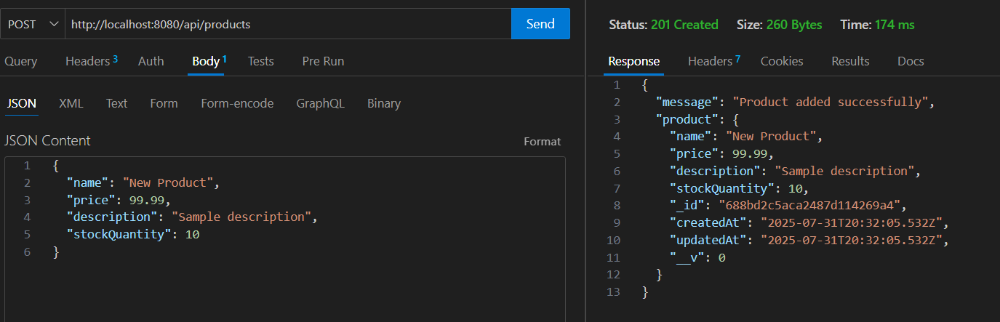 POST http://localhost:8080/api/products Send
Query Headers 3 Auth Body 1 Tests Pre Run
JSON XML Text Form Form-encode GraphQL Binary
JSON Content Format
1 {
2 "name": "New Product",
3 "price": 99.99,
4 "description": "Sample description",
5 "stockQuantity": 10
6 }
Status: 201 Created Size: 260 Bytes Time: 174 ms
Response Headers 7 Cookies Results Docs
1 {
2 "message": "Product added successfully",
3 "product": {
4 "name": "New Product",
5 "price": 99.99,
6 "description": "Sample description",
7 "stockQuantity": 10,
8 "_id": "688bd2c5aca2487d114269a4",
9 "createdAt": "2025-07-31T20:32:05.532Z",
10 "updatedAt": "2025-07-31T20:32:05.532Z",
11 "__v": 0
12 }
13 }